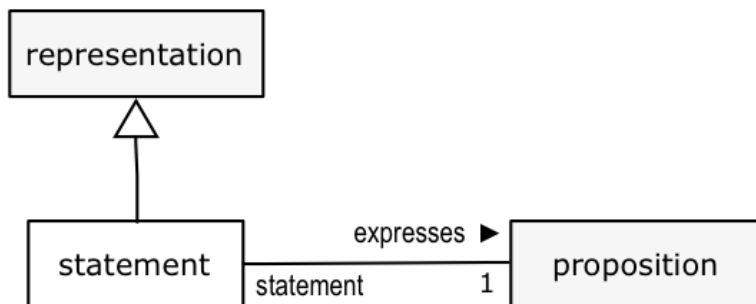 representation
expresses ►
statement
proposition
statement
1